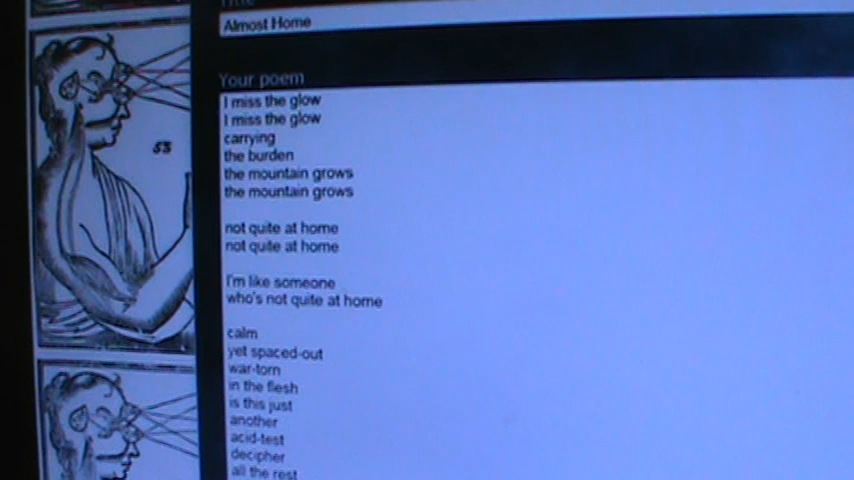 Title
Almost Home
Your poem
I miss the glow
I miss the glow
carrying
the burden
the mountain grows
the mountain grows
not quite at home
not quite at home
I'm like someone
who's not quite at home
calm
yet spaced-out
war-torn
in the flesh
is this just
another
acid-test
decipher
all the rest
53